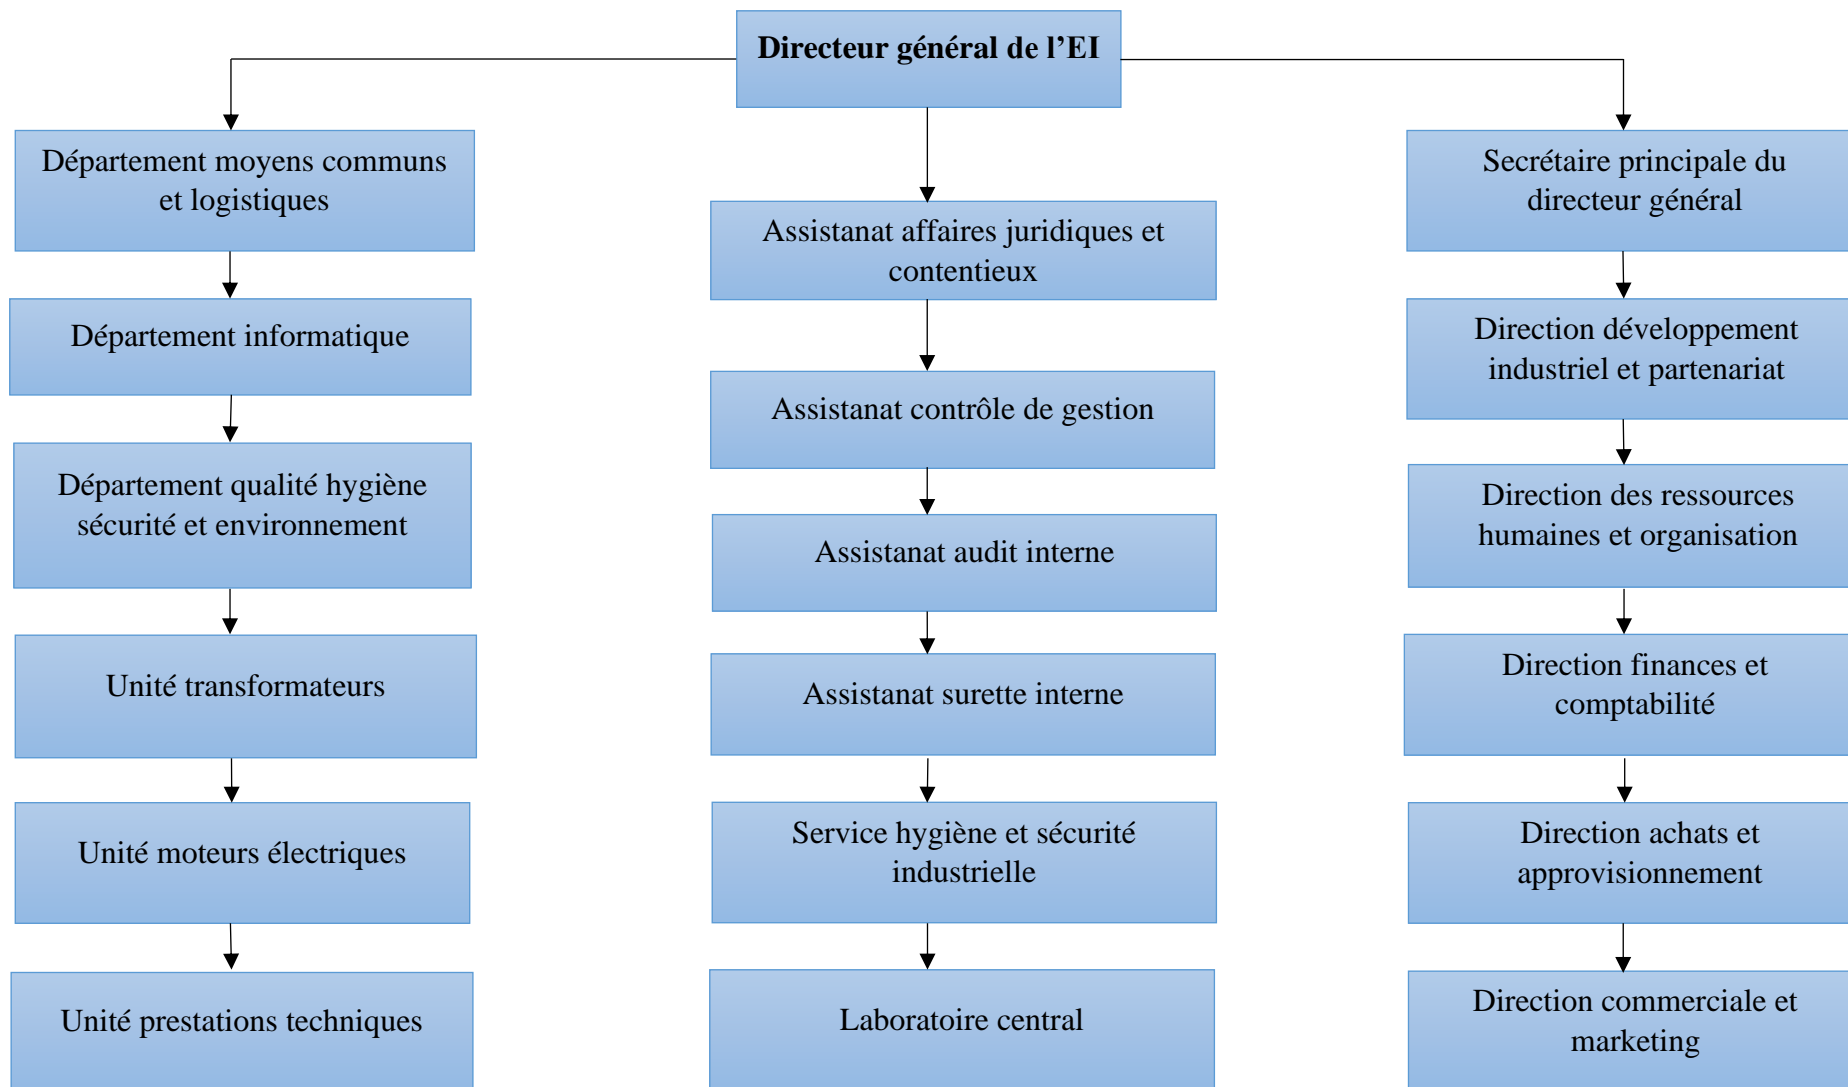 Directeur général de l’EI
Département moyens communs
et logistiques
Département informatique
Département qualité hygiène
sécurité et environnement
Unité transformateurs
Unité moteurs électriques
Unité prestations techniques
Assistanat affaires juridiques et
contentieux
Assistanat contrôle de gestion
Assistanat audit interne
Assistanat surette interne
Service hygiène et sécurité
industrielle
Laboratoire central
Secrétaire principale du
directeur général
Direction développement
industriel et partenariat
Direction des ressources
humaines et organisation
Direction finances et
comptabilité
Direction achats et
approvisionnement
Direction commerciale et
marketing